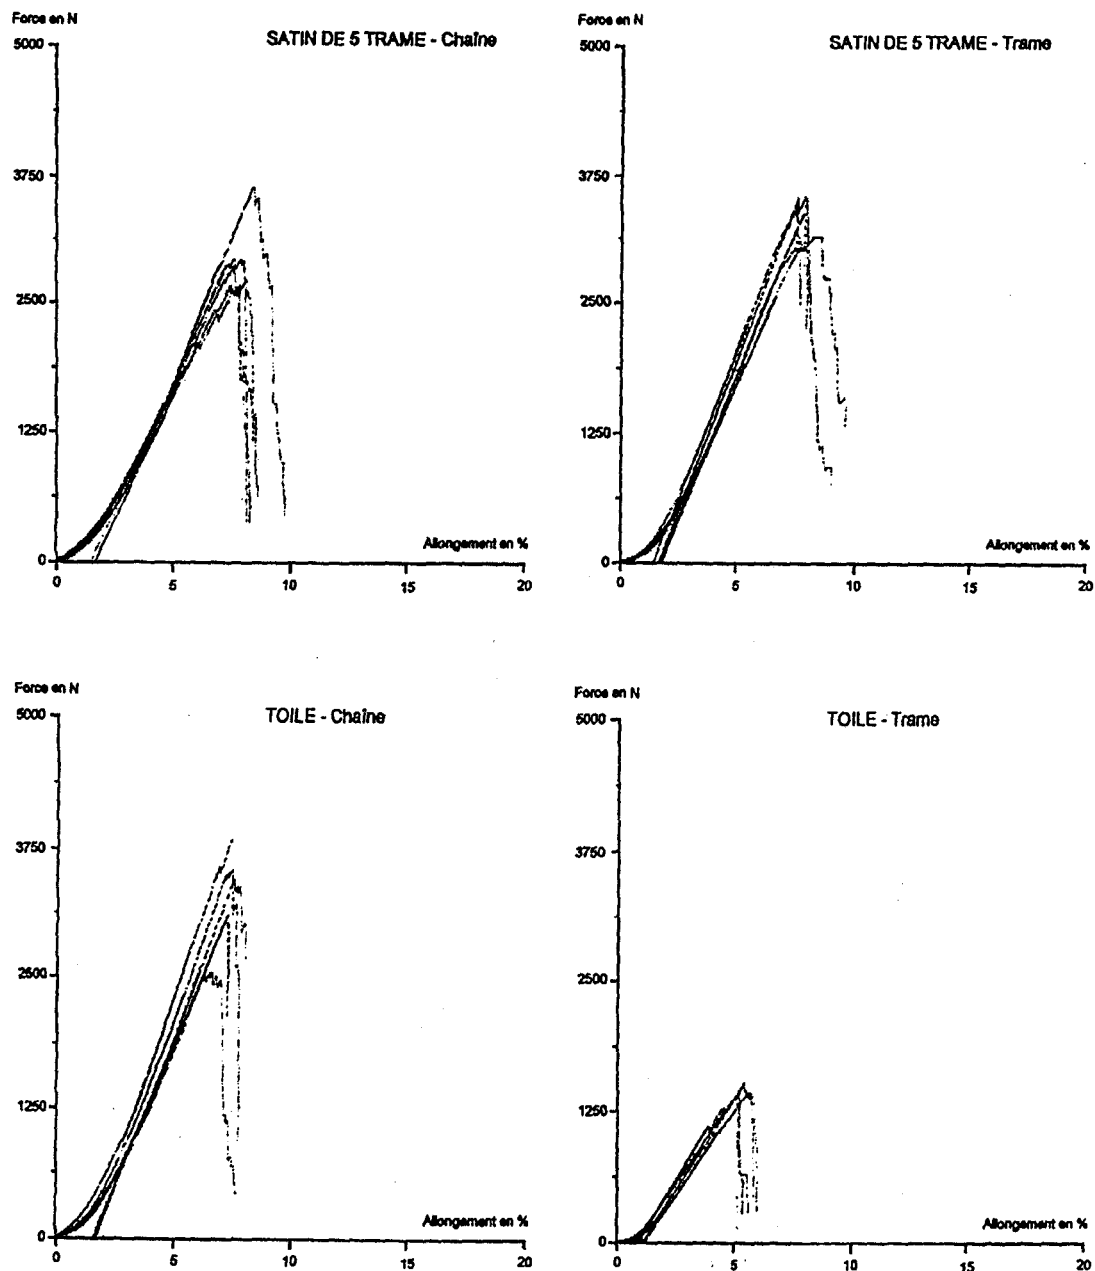 Force en N
SATIN DE 5 TRAME - Chaîne
5000
3750
2500
1250
0
Allongement en %
0 5 10 15 20
Force en N
SATIN DE 5 TRAME - Trame
5000
3750
2500
1250
0
Allongement en %
0 5 10 15 20
Force en N
TOILE - Chaîne
5000
3750
2500
1250
0
Allongement en %
0 5 10 15 20
Force en N
TOILE - Trame
5000
3750
2500
1250
0
Allongement en %
0 5 10 15 20